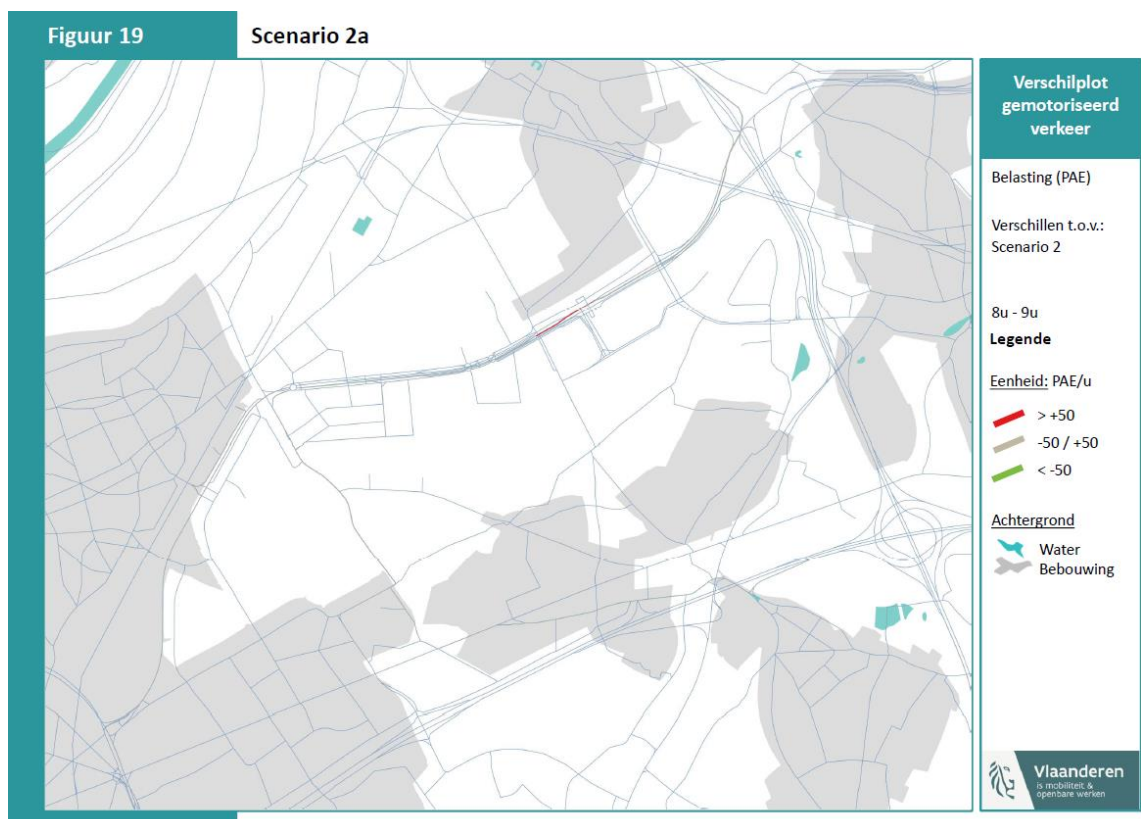 Figuur 19
Scenario 2a
Verschilplot
gemotoriseerd
verkeer
Belasting (PAE)
Verschillen t.o.v.:
Scenario 2
8u - 9u
Legende
Eenheid: PAE/u
> +50
-50 / +50
< -50
Achtergrond
Water
Bebouwing
Vlaanderen
is mobiliteit &
openbare werken